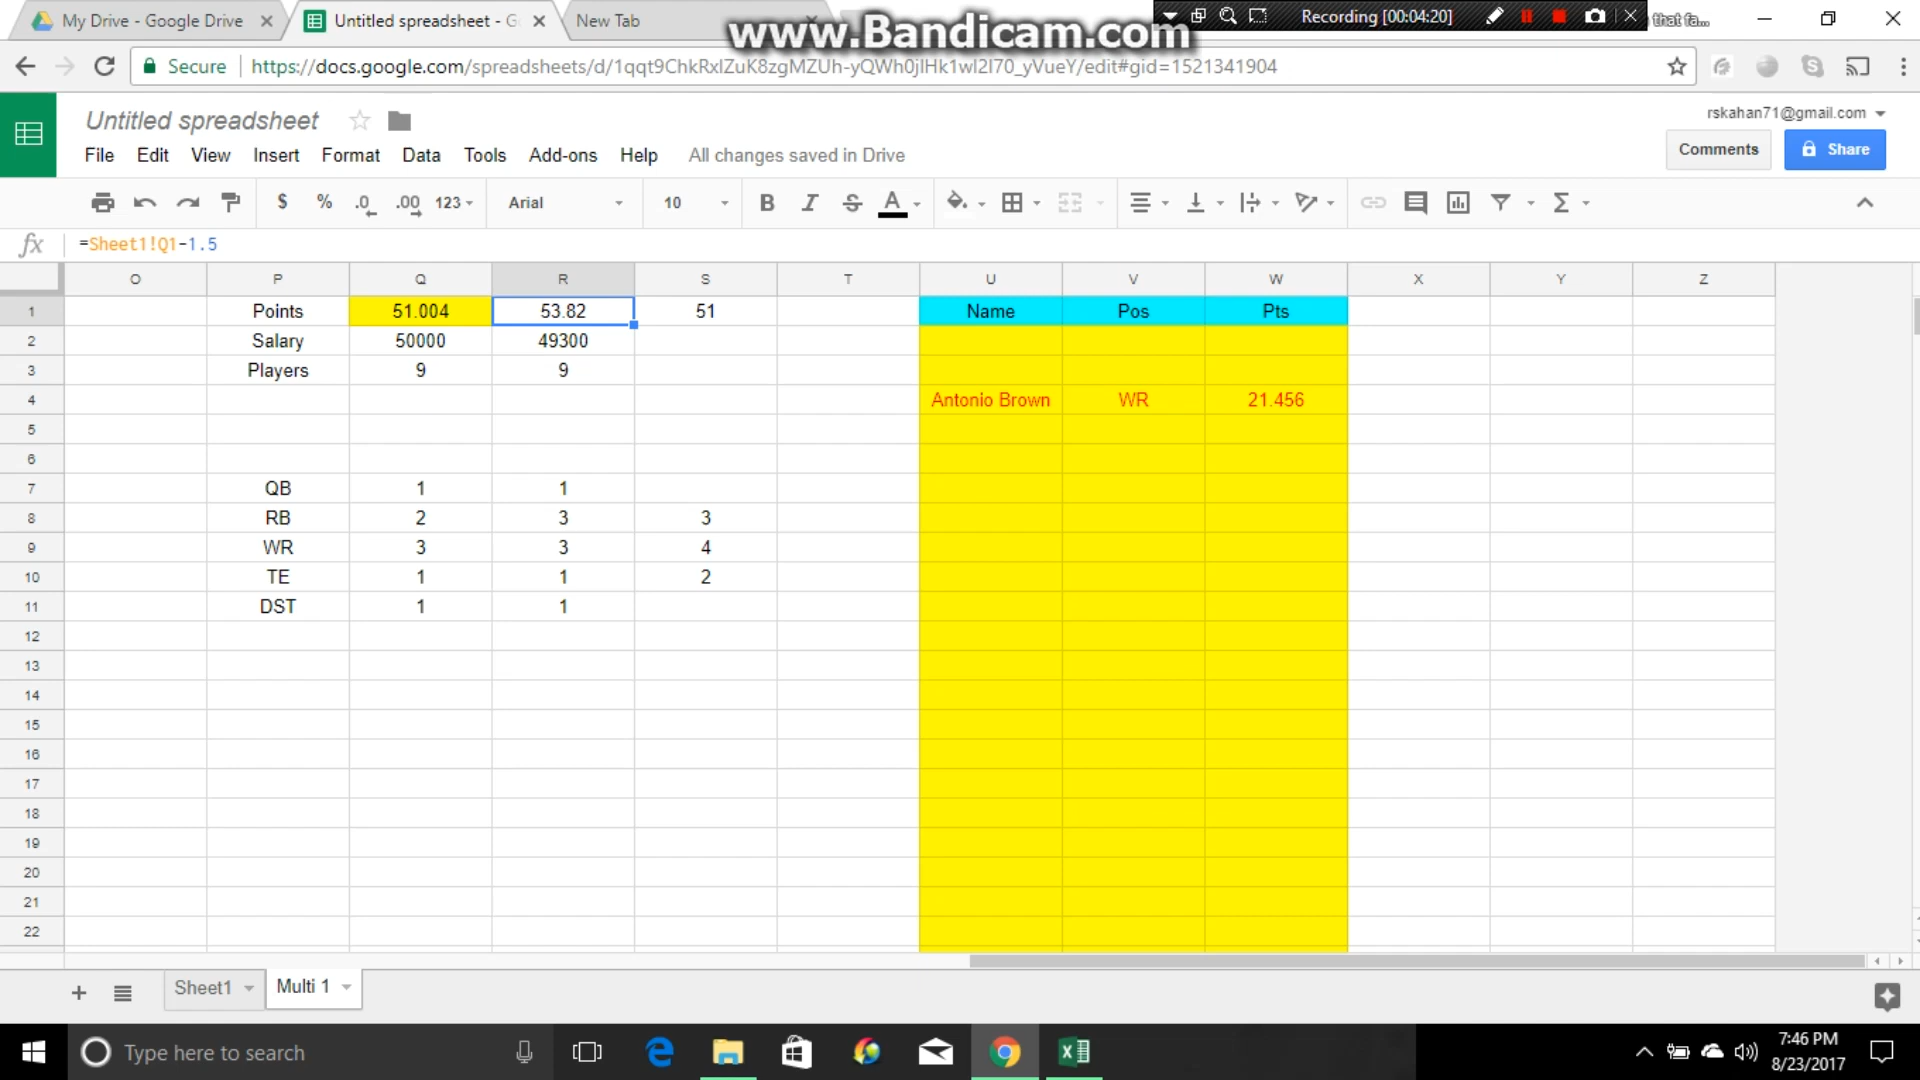 My Drive - Google Drive
Untitled spreadsheet - G
New Tab
www.Bandicam.com
Recording [00:04:20]
that fa...
Secure
https://docs.google.com/spreadsheets/d/1qqt9ChkRxlZuK8zgMZUh-yQWh0jlHk1wl2I70_yVueY/edit#gid=1521341904
Untitled spreadsheet
rskahan71@gmail.com
File Edit View Insert Format Data Tools Add-ons Help All changes saved in Drive
Comments
Share
$ % .0 .00 123 Arial 10 B I S A
fx =Sheet1!Q1-1.5
O P Q R S T U V W X Y Z
1 Points 51.004 53.82 51 Name Pos Pts
2 Salary 50000 49300
3 Players 9 9
4 Antonio Brown WR 21.456
5
6
7 QB 1 1
8 RB 2 3 3
9 WR 3 3 4
10 TE 1 1 2
11 DST 1 1
12
13
14
15
16
17
18
19
20
21
22
Sheet1 Multi 1
Type here to search
7:46 PM
8/23/2017